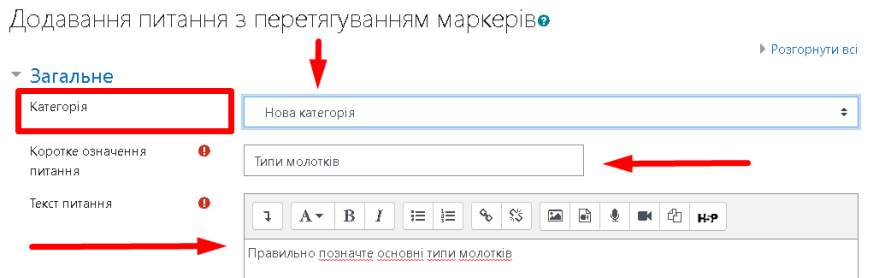 Додавання питання з перетягуванням маркерів
Розгорнути всі
Загальне
Категорія
Нова категорія
Коротке означення
питання
Типи молотків
Текст питання
A B I H-P
Правильно позначте основні типи молотків